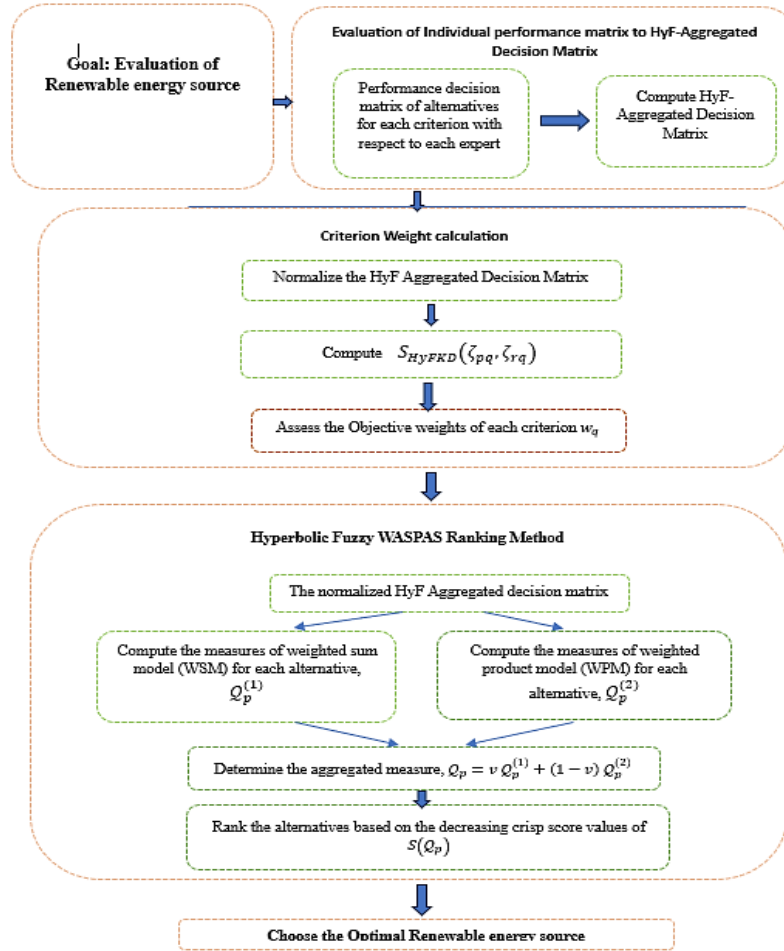 Goal: Evaluation of
Renewable energy source
Evaluation of Individual performance matrix to HyF-Aggregated
Decision Matrix
Performance decision
matrix of alternatives
for each criterion with
respect to each expert
Compute HyF-
Aggregated Decision
Matrix
Criterion Weight calculation
Normalize the HyF Aggregated Decision Matrix
Compute S_{HyFKD}(ζ_{pq}, ζ_{rq})
Assess the Objective weights of each criterion w_q
Hyperbolic Fuzzy WASPAS Ranking Method
The normalized HyF Aggregated decision matrix
Compute the measures of weighted sum
model (WSM) for each alternative,
Q_p^{(1)}
Compute the measures of weighted
product model (WPM) for each
alternative, Q_p^{(2)}
Determine the aggregated measure, Q_p = v Q_p^{(1)} + (1 − v) Q_p^{(2)}
Rank the alternatives based on the decreasing crisp score values of
S(Q_p)
Choose the Optimal Renewable energy source